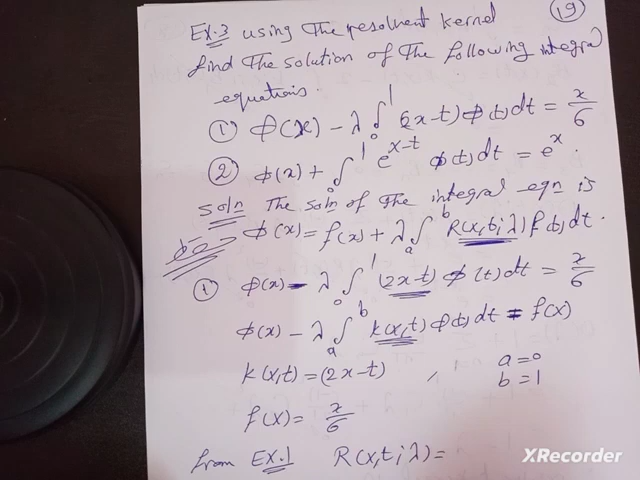 19
Ex.3 using The resolvent kernel
find The solution of The following integral
equations.
① ϕ(x) - λ ∫₀¹ (2x-t) ϕ(t) dt = x/6
② ϕ(x) + ∫₀¹ e^(x-t) ϕ(t) dt = e^x.
soln The soln of The integral eqn is
ϕ(x) = f(x) + λ ∫ₐᵇ R(x,t;λ) f(t) dt.
① ϕ(x) - λ ∫₀¹ (2x-t) ϕ(t) dt = x/6
ϕ(x) - λ ∫ₐᵇ k(x,t) ϕ(t) dt = f(x)
k(x,t) = (2x-t) , a=0
b=1
f(x) = x/6
from EX.1 R(x,t;λ)=
XRecorder